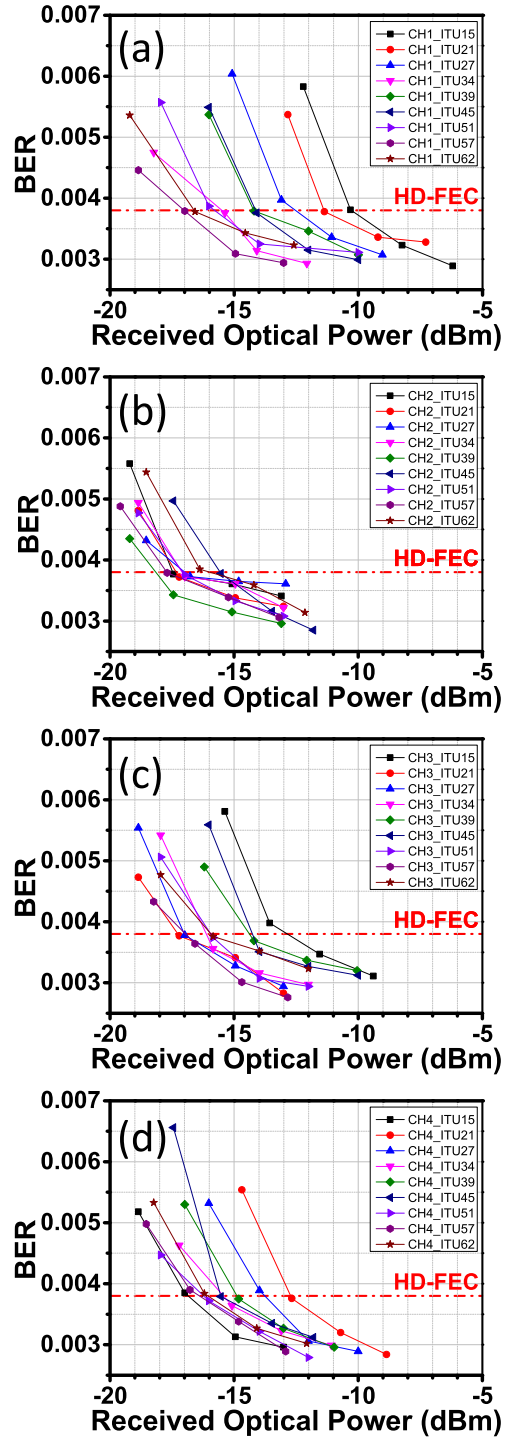 (a)
0.007
0.006
0.005
0.004
0.003
BER
CH1_ITU15
CH1_ITU21
CH1_ITU27
CH1_ITU34
CH1_ITU39
CH1_ITU45
CH1_ITU51
CH1_ITU57
CH1_ITU62
HD-FEC
-20 -15 -10 -5
Received Optical Power (dBm)
(b)
0.007
0.006
0.005
0.004
0.003
BER
CH2_ITU15
CH2_ITU21
CH2_ITU27
CH2_ITU34
CH2_ITU39
CH2_ITU45
CH2_ITU51
CH2_ITU57
CH2_ITU62
HD-FEC
-20 -15 -10 -5
Received Optical Power (dBm)
(c)
0.007
0.006
0.005
0.004
0.003
BER
CH3_ITU15
CH3_ITU21
CH3_ITU27
CH3_ITU34
CH3_ITU39
CH3_ITU45
CH3_ITU51
CH3_ITU57
CH3_ITU62
HD-FEC
-20 -15 -10 -5
Received Optical Power (dBm)
(d)
0.007
0.006
0.005
0.004
0.003
BER
CH4_ITU15
CH4_ITU21
CH4_ITU27
CH4_ITU34
CH4_ITU39
CH4_ITU45
CH4_ITU51
CH4_ITU57
CH4_ITU62
HD-FEC
-20 -15 -10 -5
Received Optical Power (dBm)